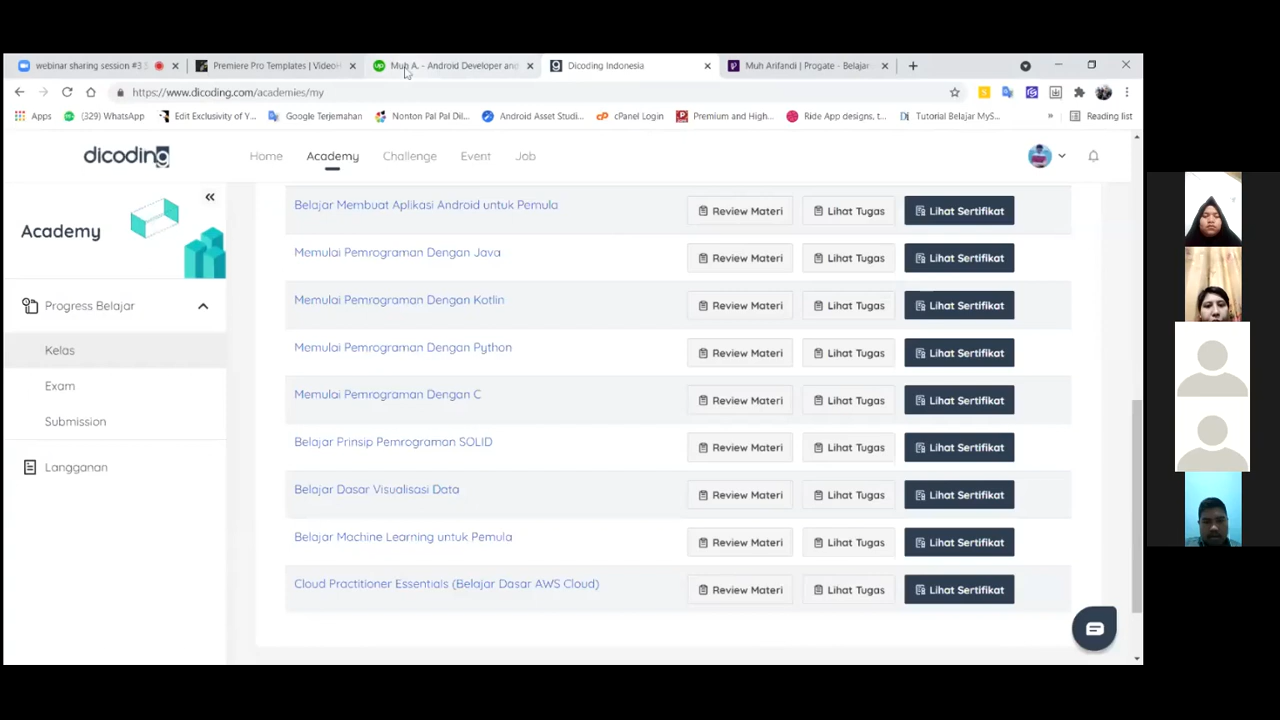 webinar sharing session #3 S
Premiere Pro Templates | VideoH
Muh A. - Android Developer and
Dicoding Indonesia
Muh Arifandi | Progate - Belajar
https://www.dicoding.com/academies/my
Apps
(329) WhatsApp
Edit Exclusivity of Y...
Google Terjemahan
Nonton Pal Pal Dil...
Android Asset Studi...
cPanel Login
Premium and High...
Ride App designs, t...
Tutorial Belajar MyS...
»
Reading list
dicoding
Home
Academy
Challenge
Event
Job
Academy
Progress Belajar
Kelas
Exam
Submission
Langganan
Belajar Membuat Aplikasi Android untuk Pemula Review Materi Lihat Tugas Lihat Sertifikat
Memulai Pemrograman Dengan Java Review Materi Lihat Tugas Lihat Sertifikat
Memulai Pemrograman Dengan Kotlin Review Materi Lihat Tugas Lihat Sertifikat
Memulai Pemrograman Dengan Python Review Materi Lihat Tugas Lihat Sertifikat
Memulai Pemrograman Dengan C Review Materi Lihat Tugas Lihat Sertifikat
Belajar Prinsip Pemrograman SOLID Review Materi Lihat Tugas Lihat Sertifikat
Belajar Dasar Visualisasi Data Review Materi Lihat Tugas Lihat Sertifikat
Belajar Machine Learning untuk Pemula Review Materi Lihat Tugas Lihat Sertifikat
Cloud Practitioner Essentials (Belajar Dasar AWS Cloud) Review Materi Lihat Tugas Lihat Sertifikat